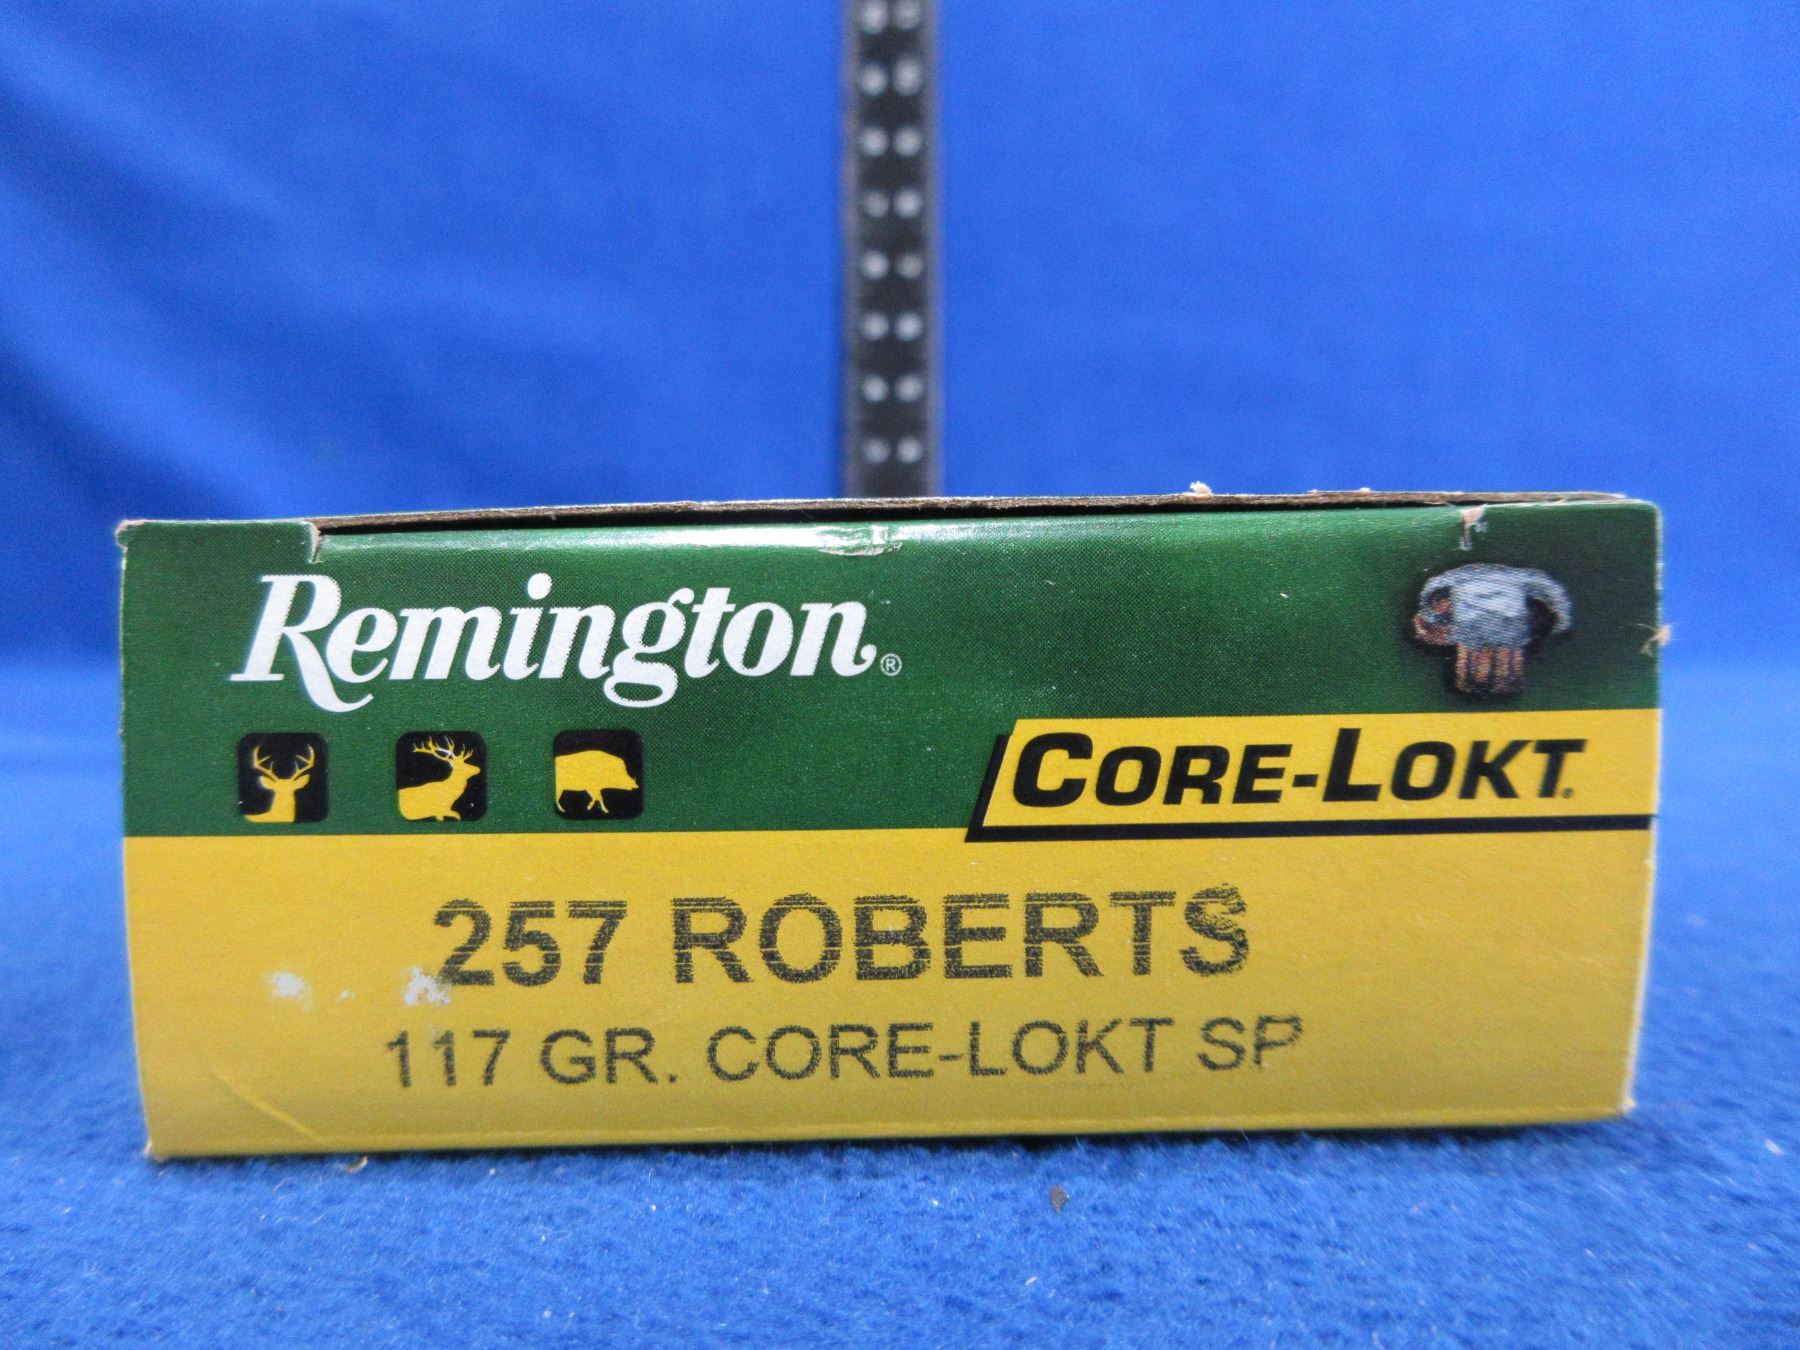 Remington®
CORE-LOKT.
257 ROBERTS
117 GR. CORE-LOKT SP